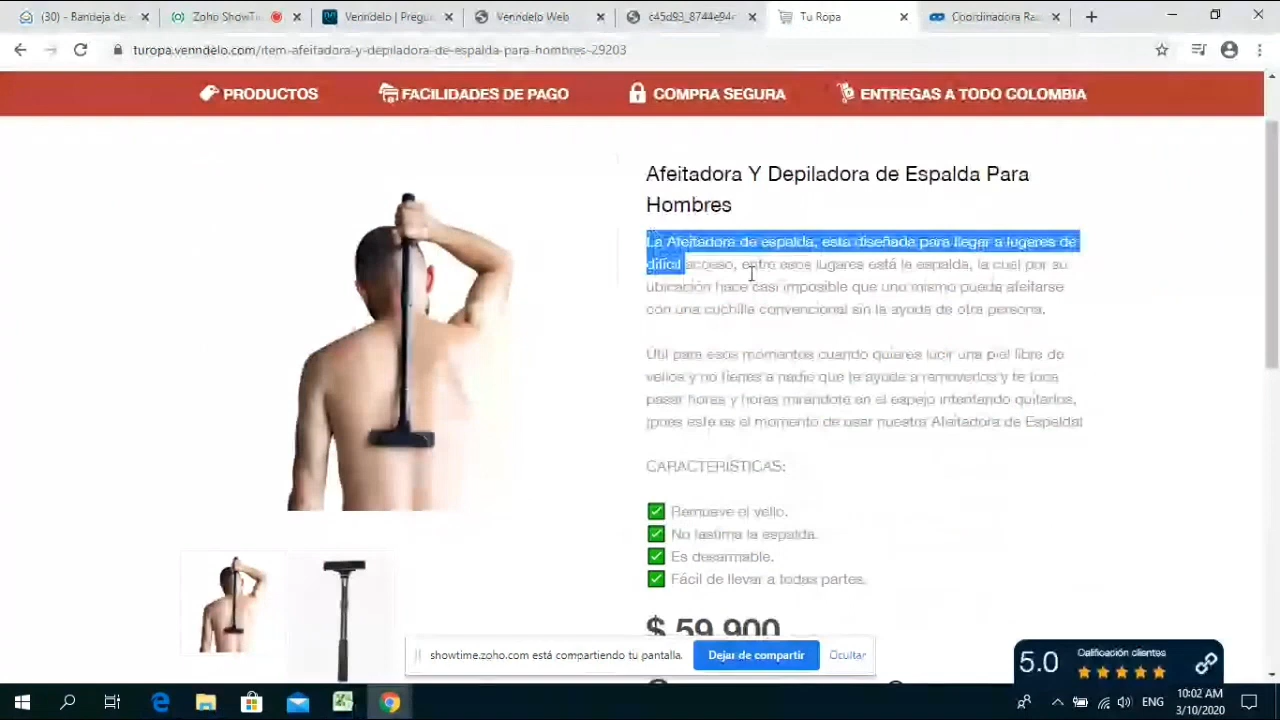 (30)· Bandeja de
Zoho ShowTi
Venndelo | Pregu
Venndelo Web
c45d93_8744e94
Tu Ropa
Coordinadora Ra
turopa.venndelo.com/item-afeitadora-y-depiladora-de-espalda-para-hombres-29203
PRODUCTOS
FACILIDADES DE PAGO
COMPRA SEGURA
ENTREGAS A TODO COLOMBIA
Afeitadora Y Depiladora de Espalda Para
Hombres
La Afeitadora de espalda, esta diseñada para llegar a lugares de
difícil acceso, entre esos lugares está la espalda, la cual por su
ubicación hace casi imposible que uno mismo pueda afeitarse
con una cuchilla convencional sin la ayuda de otra persona.
Útil para esos momentos cuando quieres lucir una piel libre de
vellos y no tienes a nadie que te ayuda a removerlos y te toca
pasar horas y horas mirándote en el espejo intentando quitarlos,
¡pues este es el momento de usar nuestra Afeitadora de Espalda!
CARACTERÍSTICAS:
Remueve el vello.
No lastima la espalda.
Es desarmable.
Fácil de llevar a todas partes.
$ 59.900
showtime.zoho.com está compartiendo tu pantalla.
Dejar de compartir
Ocultar
5.0
Calificación clientes
ENG
10:02 AM
3/10/2020